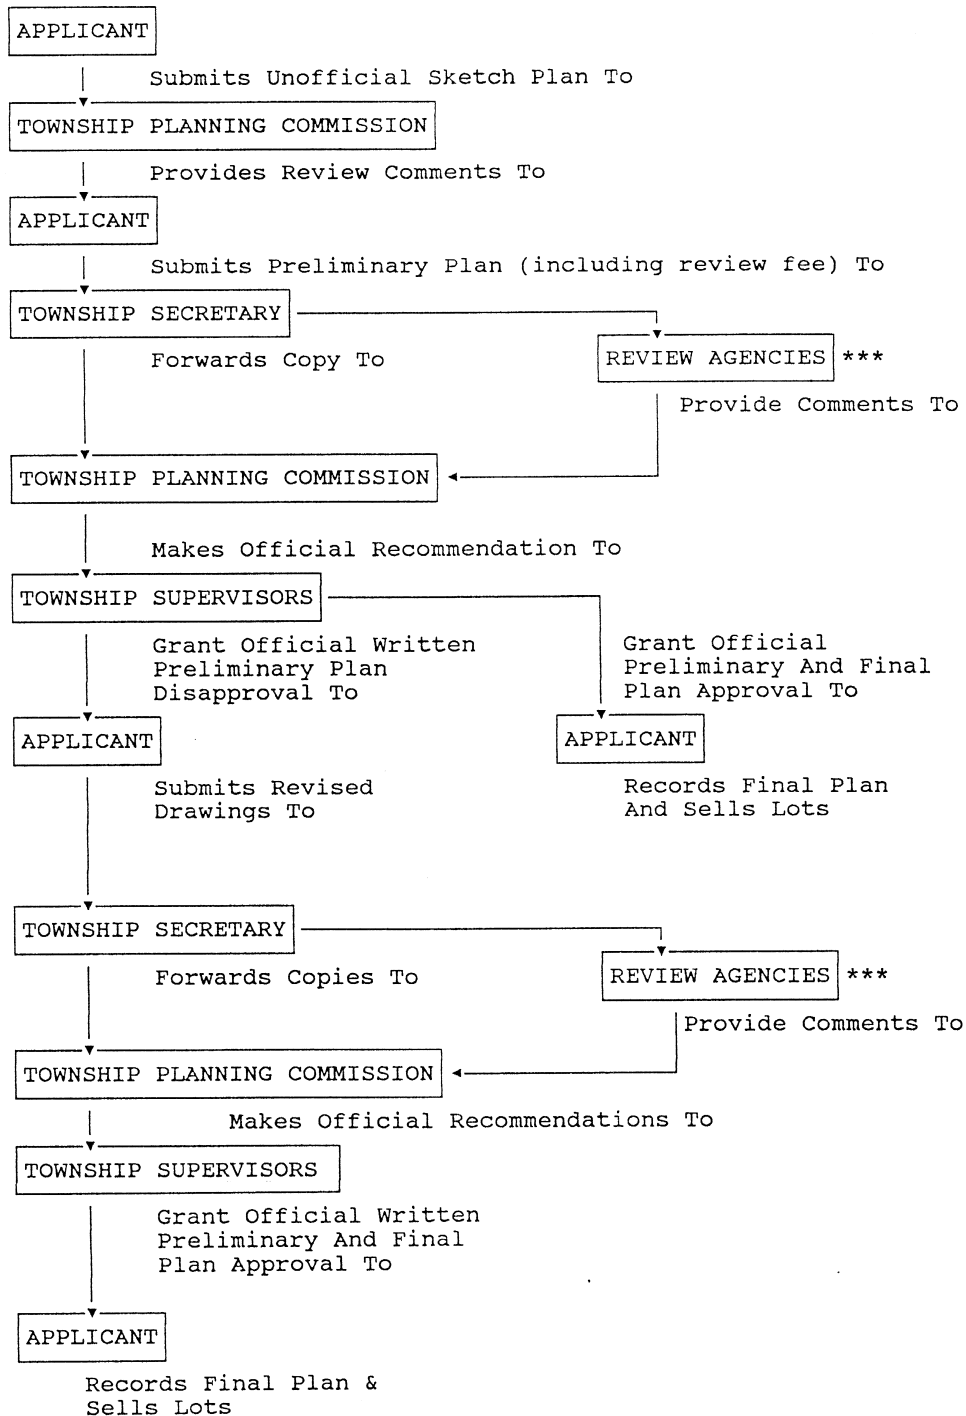 APPLICANT
Submits Unofficial Sketch Plan To
TOWNSHIP PLANNING COMMISSION
Provides Review Comments To
APPLICANT
Submits Preliminary Plan (including review fee) To
TOWNSHIP SECRETARY
Forwards Copy To
REVIEW AGENCIES ***
Provide Comments To
TOWNSHIP PLANNING COMMISSION
Makes Official Recommendation To
TOWNSHIP SUPERVISORS
Grant Official Written
Preliminary Plan
Disapproval To
Grant Official
Preliminary And Final
Plan Approval To
APPLICANT
APPLICANT
Submits Revised
Drawings To
Records Final Plan
And Sells Lots
TOWNSHIP SECRETARY
Forwards Copies To
REVIEW AGENCIES ***
Provide Comments To
TOWNSHIP PLANNING COMMISSION
Makes Official Recommendations To
TOWNSHIP SUPERVISORS
Grant Official Written
Preliminary And Final
Plan Approval To
APPLICANT
Records Final Plan &
Sells Lots